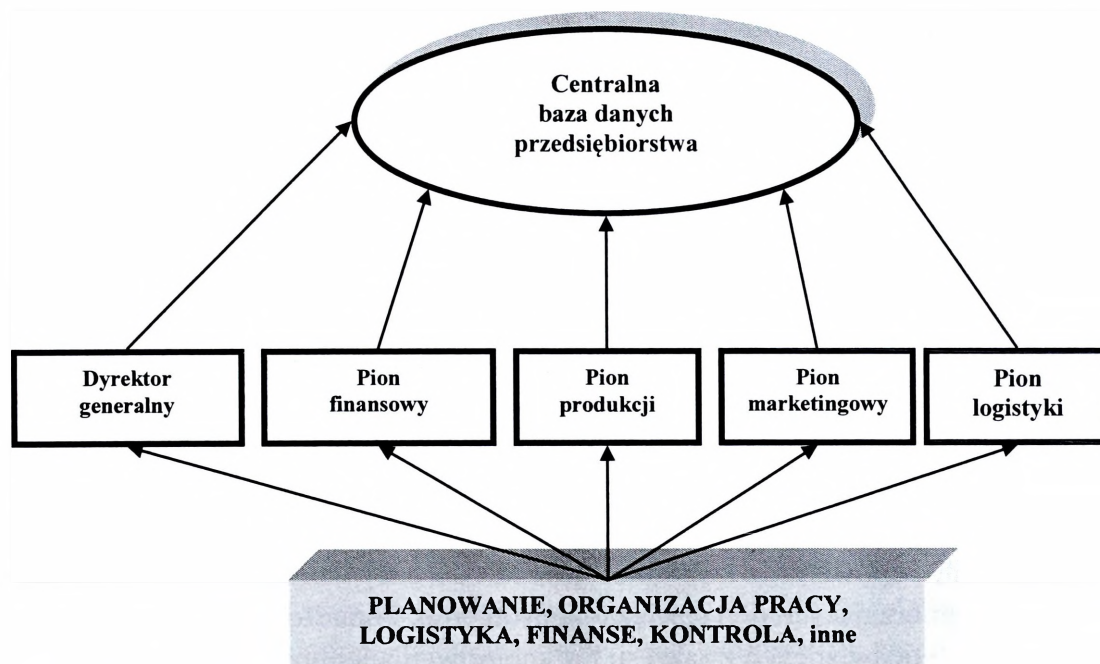 Centralna
baza danych
przedsiębiorstwa
Dyrektor
generalny
Pion
finansowy
Pion
produkcji
Pion
marketingowy
Pion
logistyki
PLANOWANIE, ORGANIZACJA PRACY,
LOGISTYKA, FINANSE, KONTROLA, inne